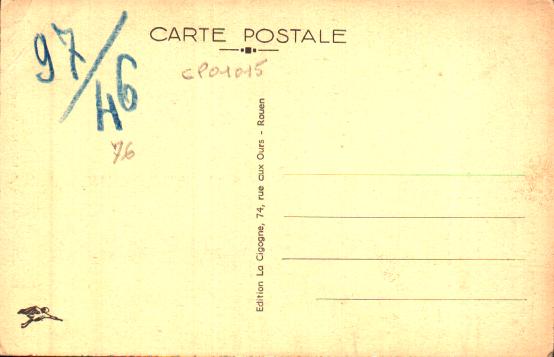 CARTE POSTALE
97/46
CP01015
76
Edition La Cigogne, 74, rue aux Ours - Rouen